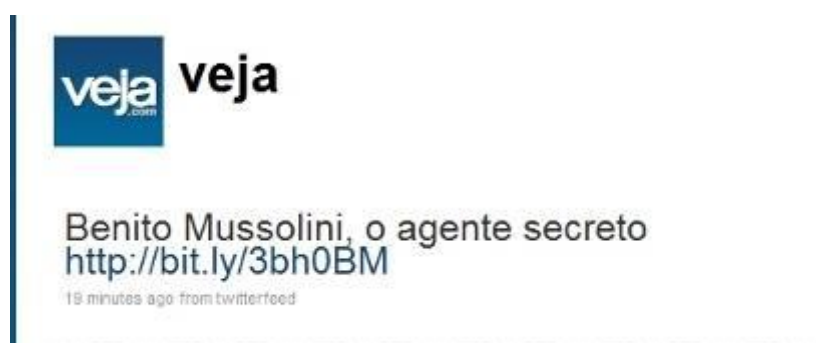 veja
.com
veja
Benito Mussolini, o agente secreto
http://bit.ly/3bh0BM
19 minutes ago from twitterfeed